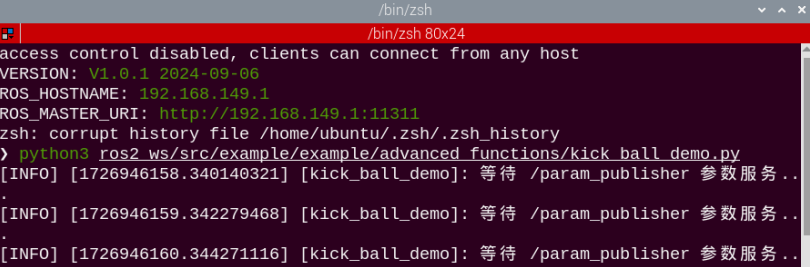 /bin/zsh
/bin/zsh 80x24
access control disabled, clients can connect from any host
VERSION: V1.0.1 2024-09-06
ROS_HOSTNAME: 192.168.149.1
ROS_MASTER_URI: http://192.168.149.1:11311
zsh: corrupt history file /home/ubuntu/.zsh/.zsh_history
❯ python3 ros2_ws/src/example/example/advanced_functions/kick_ball_demo.py
[INFO] [1726946158.340140321] [kick_ball_demo]: 等待 /param_publisher 参数服务..
.
[INFO] [1726946159.342279468] [kick_ball_demo]: 等待 /param_publisher 参数服务..
.
[INFO] [1726946160.344271116] [kick_ball_demo]: 等待 /param_publisher 参数服务..